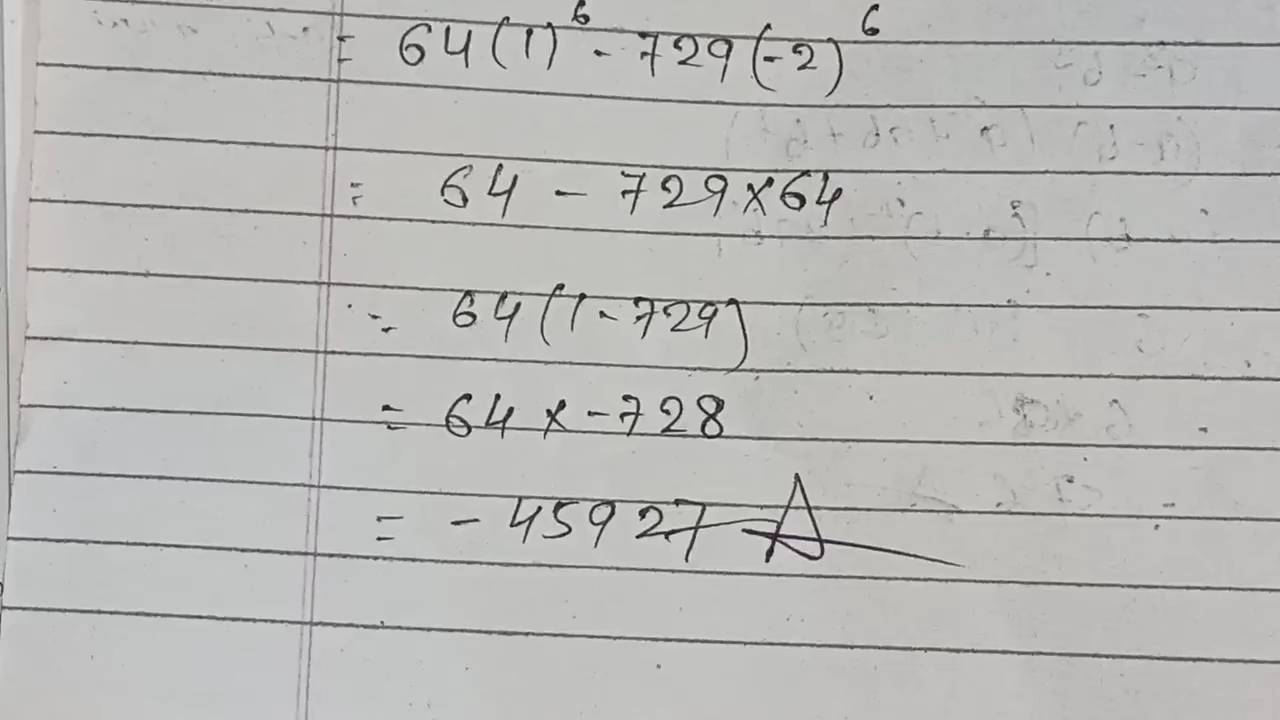 = 64(1)⁶ - 729(-2)⁶
= 64 - 729×64
= 64(1-729)
= 64 × -728
= -45927 A